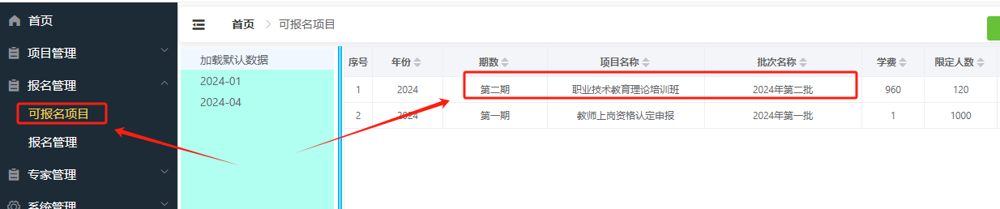 首页
项目管理
报名管理
可报名项目
报名管理
专家管理
系统管理
首页 > 可报名项目
加载默认数据
2024-01
2024-04
序号 年份 期数 项目名称 批次名称 学费 限定人数
1 2024 第二期 职业技术教育理论培训班 2024年第二批 960 120
2 2024 第一期 教师上岗资格认定申报 2024年第一批 1 1000